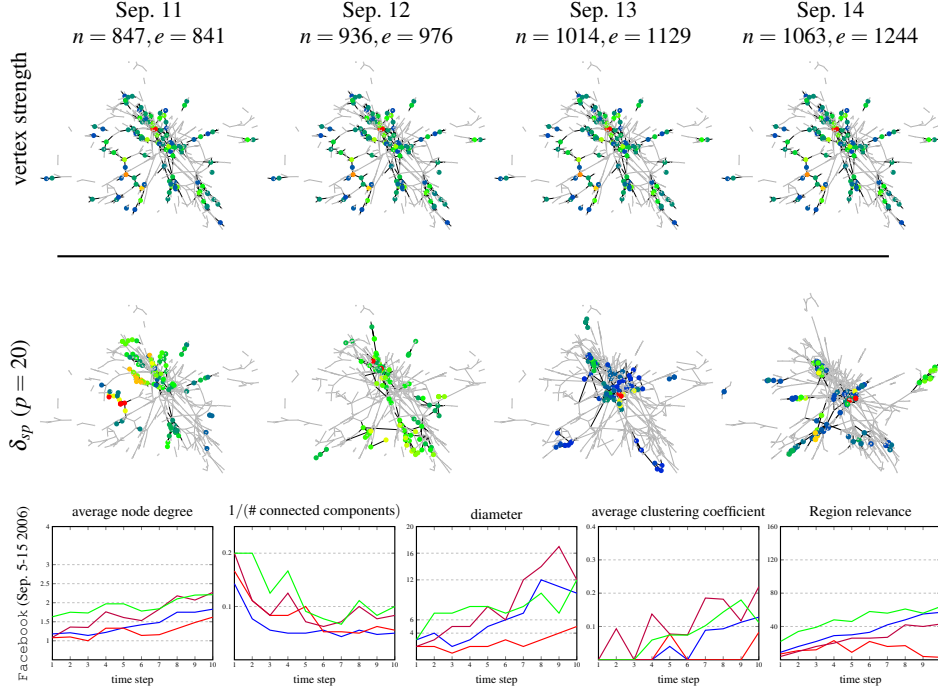 Sep. 11 Sep. 12 Sep. 13 Sep. 14
n = 847, e = 841 n = 936, e = 976 n = 1014, e = 1129 n = 1063, e = 1244
vertex strength
δsp (p = 20)
average node degree 1/(# connected components) diameter average clustering coefficient Region relevance
Facebook (Sep. 5-15 2006)
4 3 2.5 2 1
0.2 0.1
20 16 12 8 4
0.4 0.3 0.2 0.1 0
160 120 80 40
1 2 3 4 5 6 7 8 9 10 1 2 3 4 5 6 7 8 9 10 1 2 3 4 5 6 7 8 9 10 1 2 3 4 5 6 7 8 9 10 1 2 3 4 5 6 7 8 9 10
time step time step time step time step time step